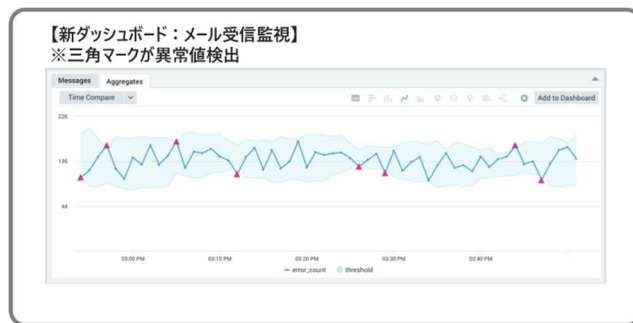 【新ダッシュボード：メール受信監視】
※三角マークが異常値検出
Messages Aggregates
Time Compare Add to Dashboard
226
135
44
03:00 PM 03:10 PM 03:20 PM 03:30 PM 03:40 PM
error_count threshold